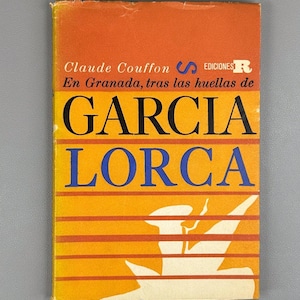 Claude Couffon EDICIONES R
En Granada, tras las huellas de
GARCIA
LORCA